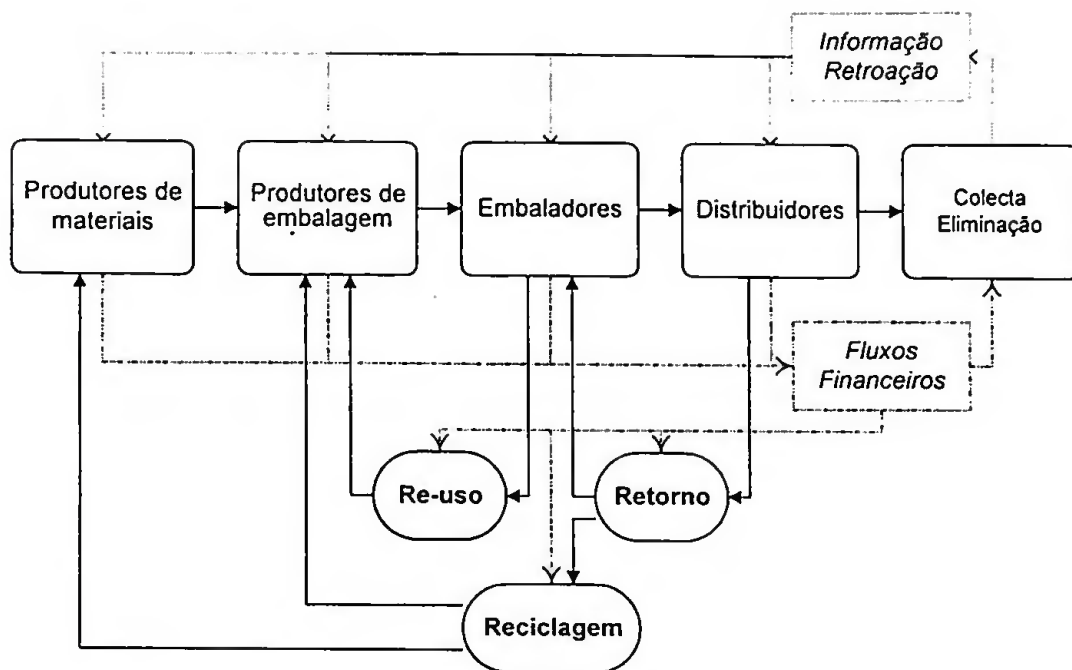 Informação
Retroação
Produtores de
materiais
Produtores de
embalagem
Embaladores
Distribuidores
Colecta
Eliminação
Fluxos
Financeiros
Re-uso
Retorno
Reciclagem